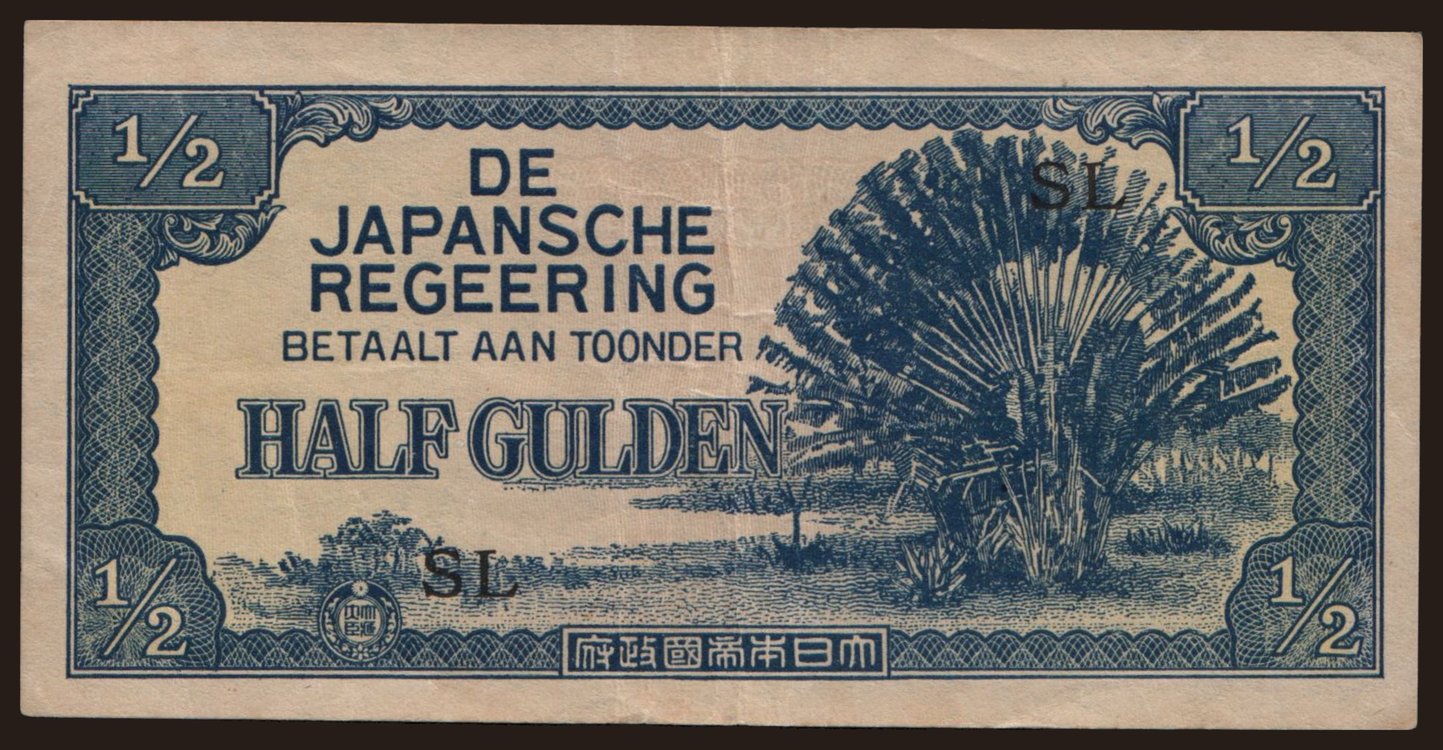 1/2
1/2
DE
JAPANSCHE
REGEERING
BETAALT AAN TOONDER
HALF GULDEN
SL
SL
1/2
1/2
府政國帝本日大